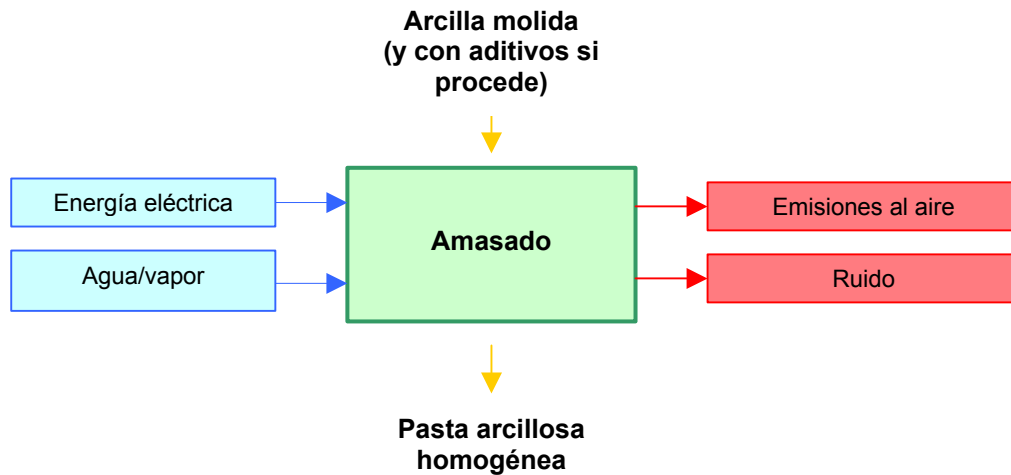 Arcilla molida
(y con aditivos si
procede)
Energía eléctrica
Agua/vapor
Amasado
Emisiones al aire
Ruido
Pasta arcillosa
homogénea